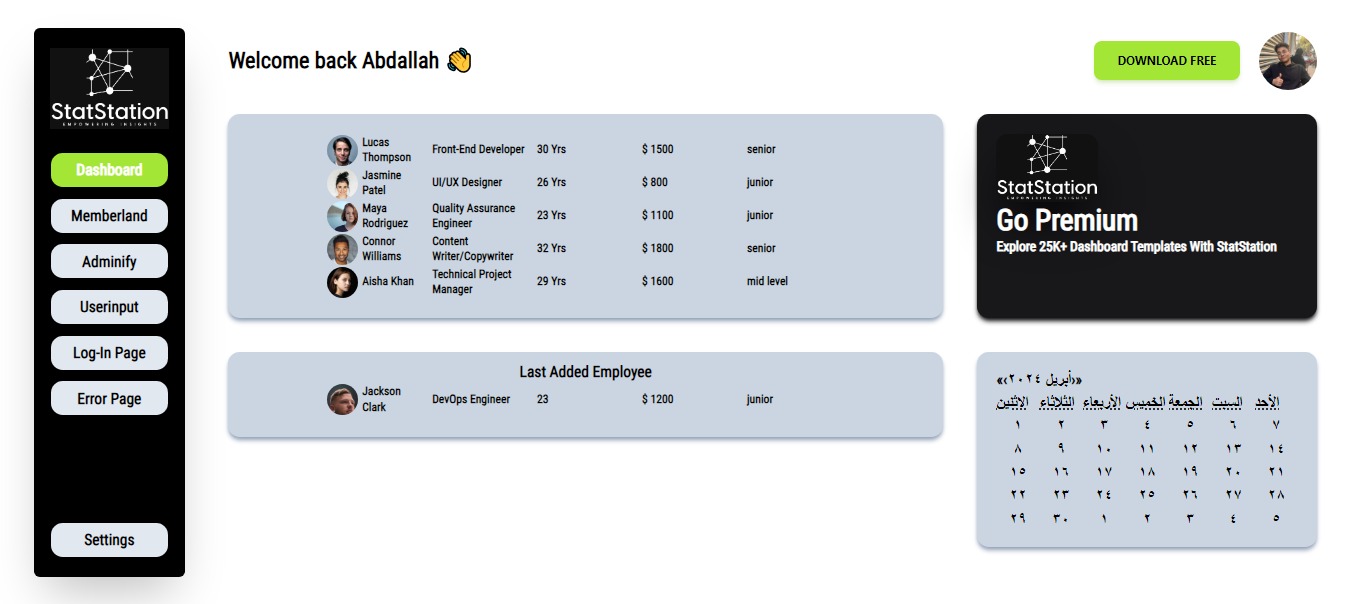 StatStation
EMPOWERING INSIGHTS
Dashboard
Memberland
Adminify
Userinput
Log-In Page
Error Page
Settings
Welcome back Abdallah 👋
DOWNLOAD FREE
Lucas
Thompson
Front-End Developer
30 Yrs
$ 1500
senior
Jasmine
Patel
UI/UX Designer
26 Yrs
$ 800
junior
Maya
Rodriguez
Quality Assurance
Engineer
23 Yrs
$ 1100
junior
Connor
Williams
Content
Writer/Copywriter
32 Yrs
$ 1800
senior
Aisha Khan
Technical Project
Manager
29 Yrs
$ 1600
mid level
StatStation
EMPOWERING INSIGHTS
Go Premium
Explore 25K+ Dashboard Templates With StatStation
Last Added Employee
Jackson
Clark
DevOps Engineer
23
$ 1200
junior
«‹أبريل ٢٠٢٤›»
الاثنين الثلاثاء الأربعاء الخميس الجمعة السبت الأحد
١ ٢ ٣ ٤ ٥ ٦ ٧
٨ ٩ ١٠ ١١ ١٢ ١٣ ١٤
١٥ ١٦ ١٧ ١٨ ١٩ ٢٠ ٢١
٢٢ ٢٣ ٢٤ ٢٥ ٢٦ ٢٧ ٢٨
٢٩ ٣٠ ١ ٢ ٣ ٤ ٥